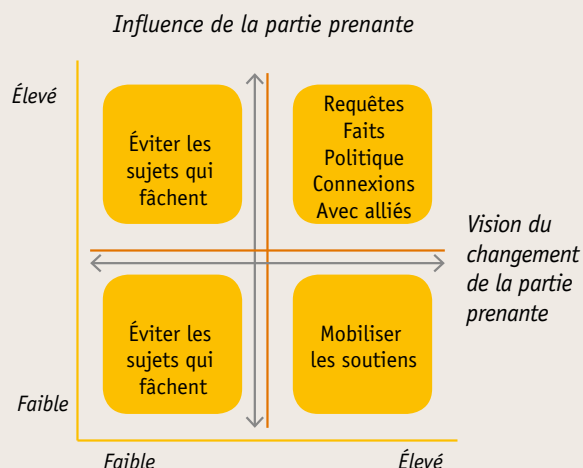 Influence de la partie prenante
Élevé
Éviter les
sujets qui
fâchent
Requêtes
Faits
Politique
Connexions
Avec alliés
Vision du
changement
de la partie
prenante
Éviter les
sujets qui
fâchent
Mobiliser
les soutiens
Faible
Faible
Élevé